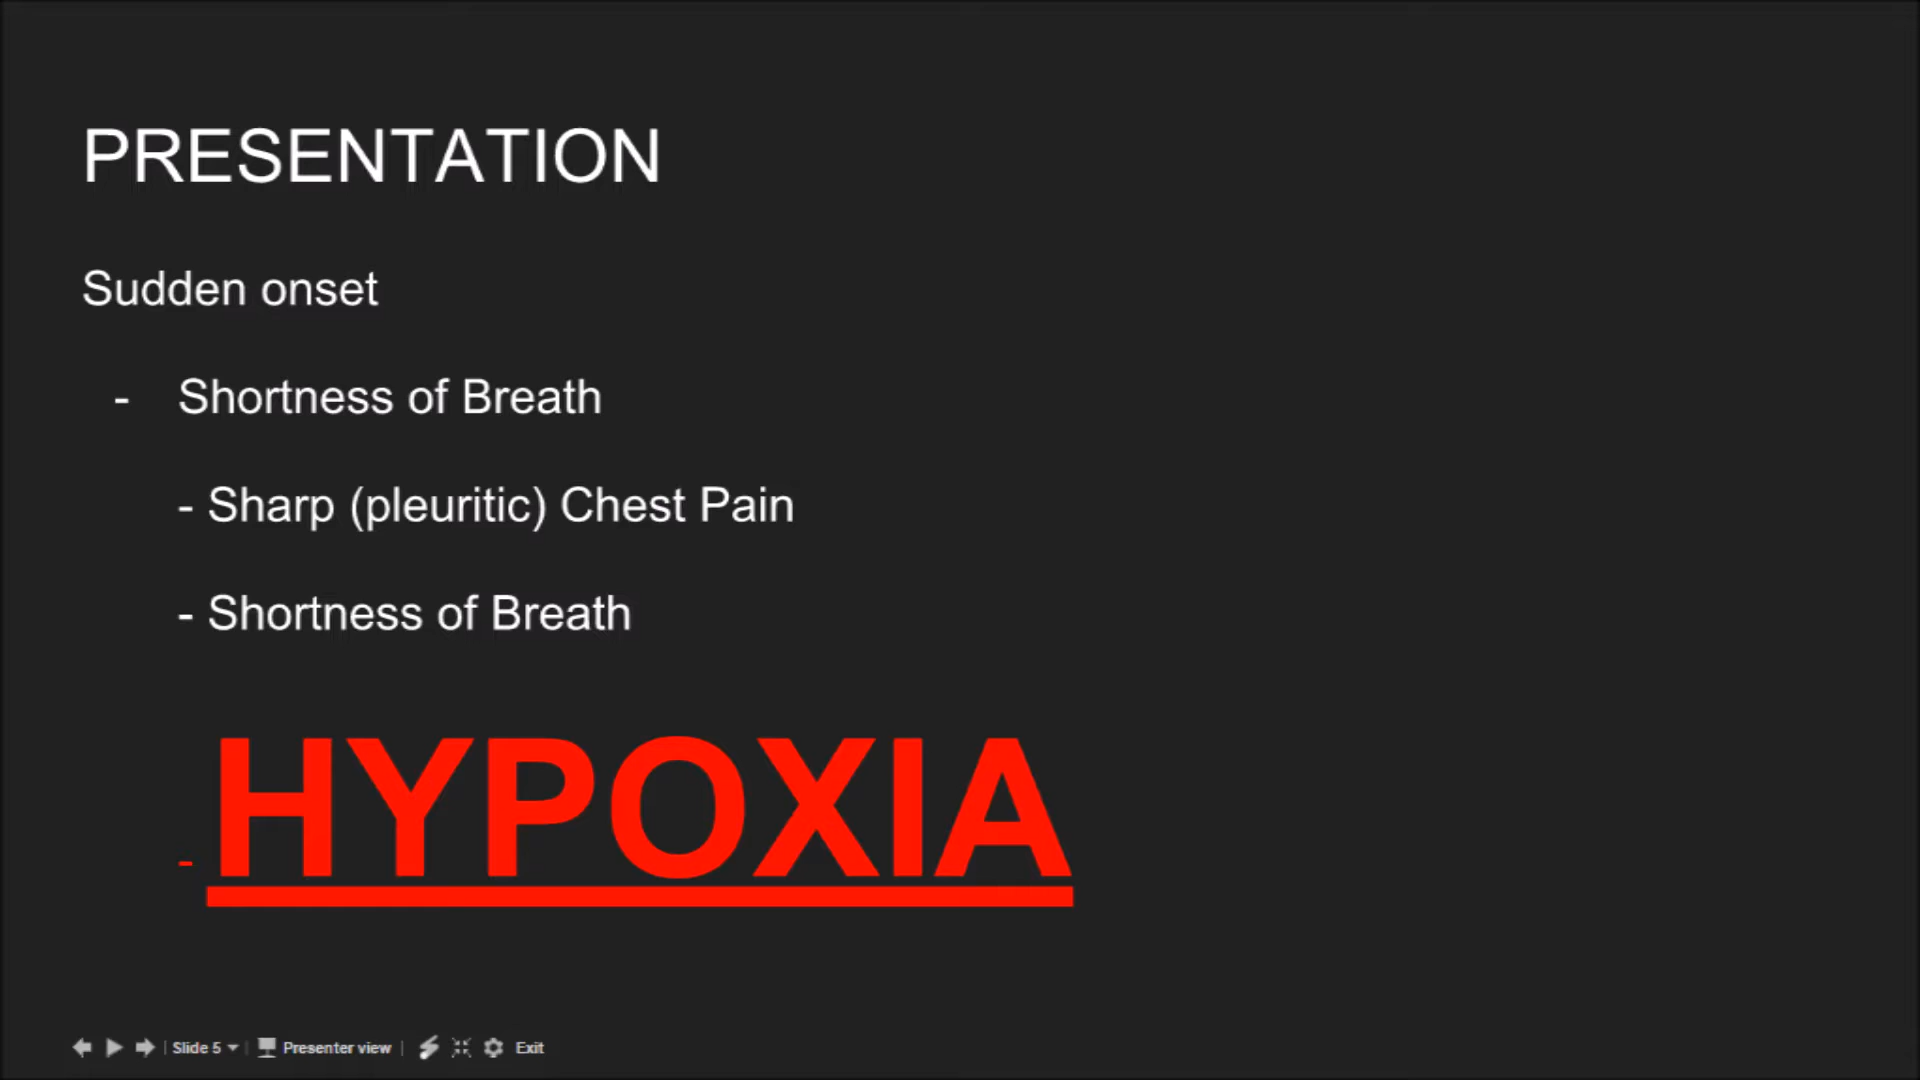 PRESENTATION
Sudden onset
- Shortness of Breath
- Sharp (pleuritic) Chest Pain
- Shortness of Breath
- HYPOXIA
Slide 5 Presenter view Exit